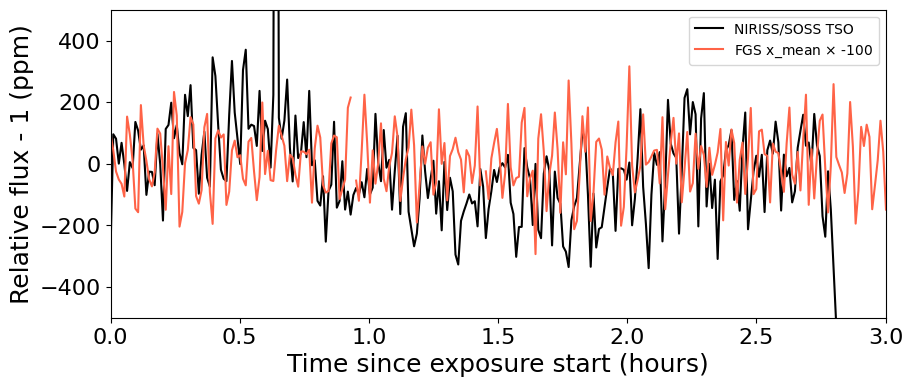 NIRISS/SOSS TSO
FGS x_mean × -100
Relative flux - 1 (ppm)
400
200
0
−200
−400
0.0 0.5 1.0 1.5 2.0 2.5 3.0
Time since exposure start (hours)